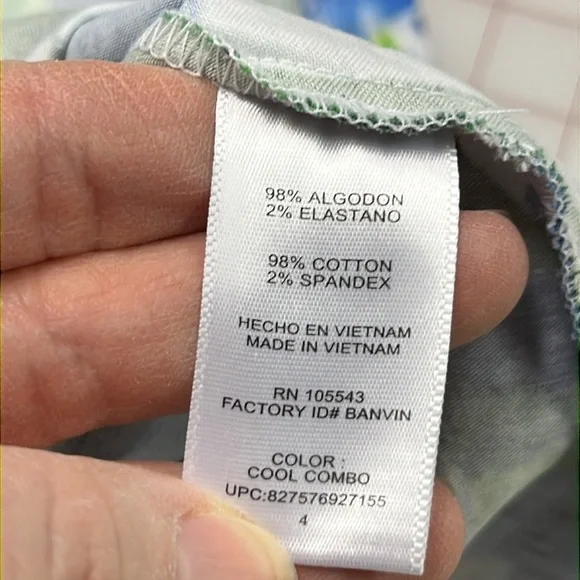 98% ALGODON
2% ELASTANO
98% COTTON
2% SPANDEX
HECHO EN VIETNAM
MADE IN VIETNAM
RN 105543
FACTORY ID# BANVIN
COLOR :
COOL COMBO
UPC:827576927155
4